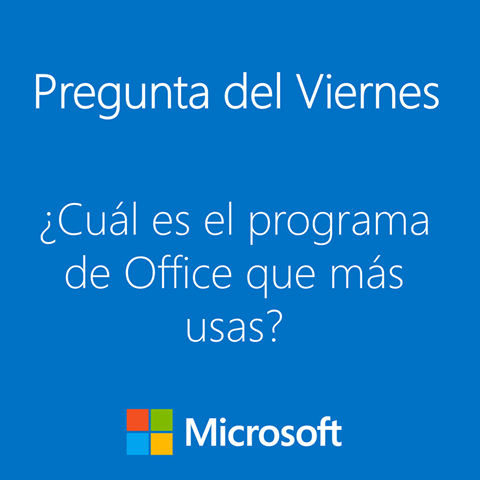 Pregunta del Viernes
¿Cuál es el programa
de Office que más
usas?
Microsoft